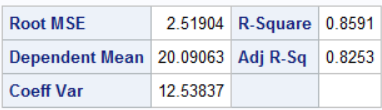 Root MSE 2.51904 R-Square 0.8591
Dependent Mean 20.09063 Adj R-Sq 0.8253
Coeff Var 12.53837